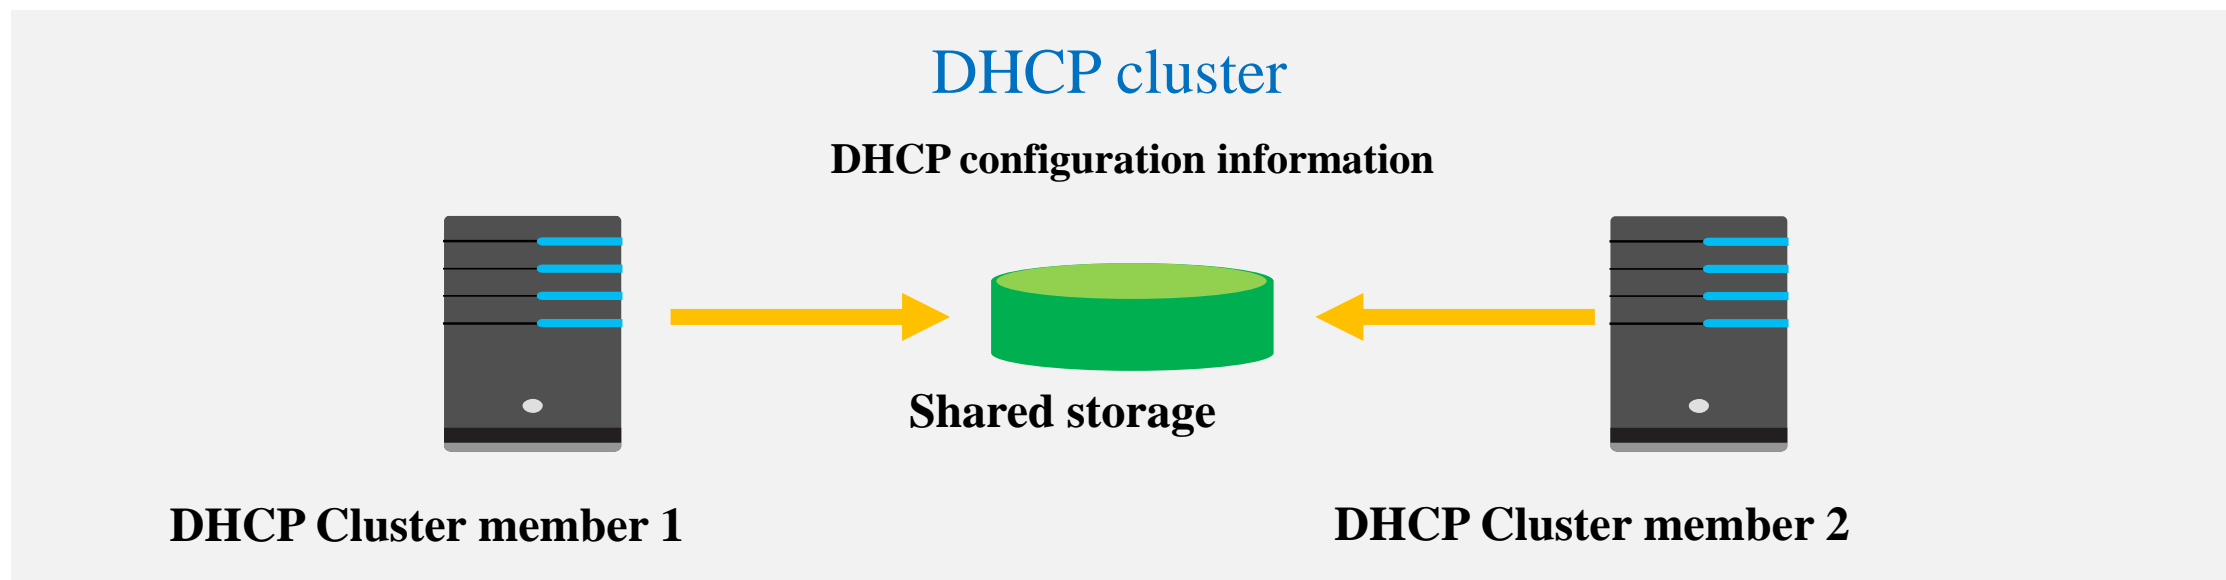 DHCP cluster
DHCP configuration information
Shared storage
DHCP Cluster member 1
DHCP Cluster member 2